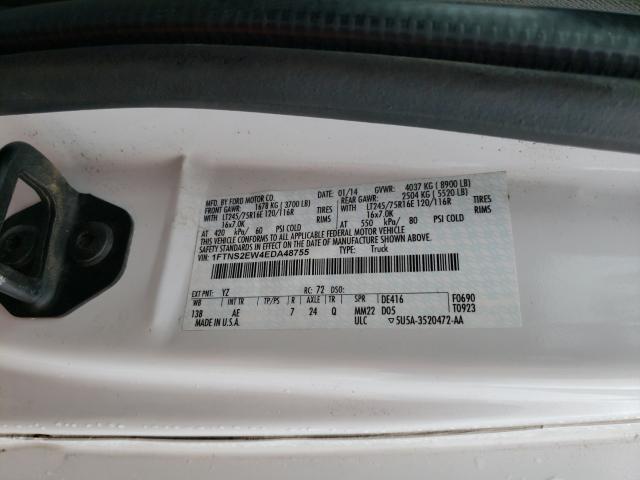 MFD. BY FORD MOTOR CO.
DATE: 01/14 GVWR: 4037 KG ( 8900 LB)
FRONT GAWR: 1678 KG ( 3700 LB) REAR GAWR: 2504 KG ( 5520 LB)
WITH LT245/75R16E 120/116R TIRES WITH LT245/75R16E 120/116R TIRES
16x7.0K RIMS 16x7.0K RIMS
AT 420 kPa/ 60 PSI COLD AT 550 kPa/ 80 PSI COLD
THIS VEHICLE CONFORMS TO ALL APPLICABLE FEDERAL MOTOR VEHICLE
SAFETY STANDARDS IN EFFECT ON THE DATE OF MANUFACTURE SHOWN ABOVE.
VIN: 1FTNS2EW4EDA48755
TYPE: Truck
EXT PNT: YZ RC: 72 DSO:
WB INT TR TP/PS R AXLE TR SPR DE416 F0690
138 AE 7 24 Q MM22 D05 T0923
MADE IN U.S.A. ULC ▽5U5A-3520472-AA